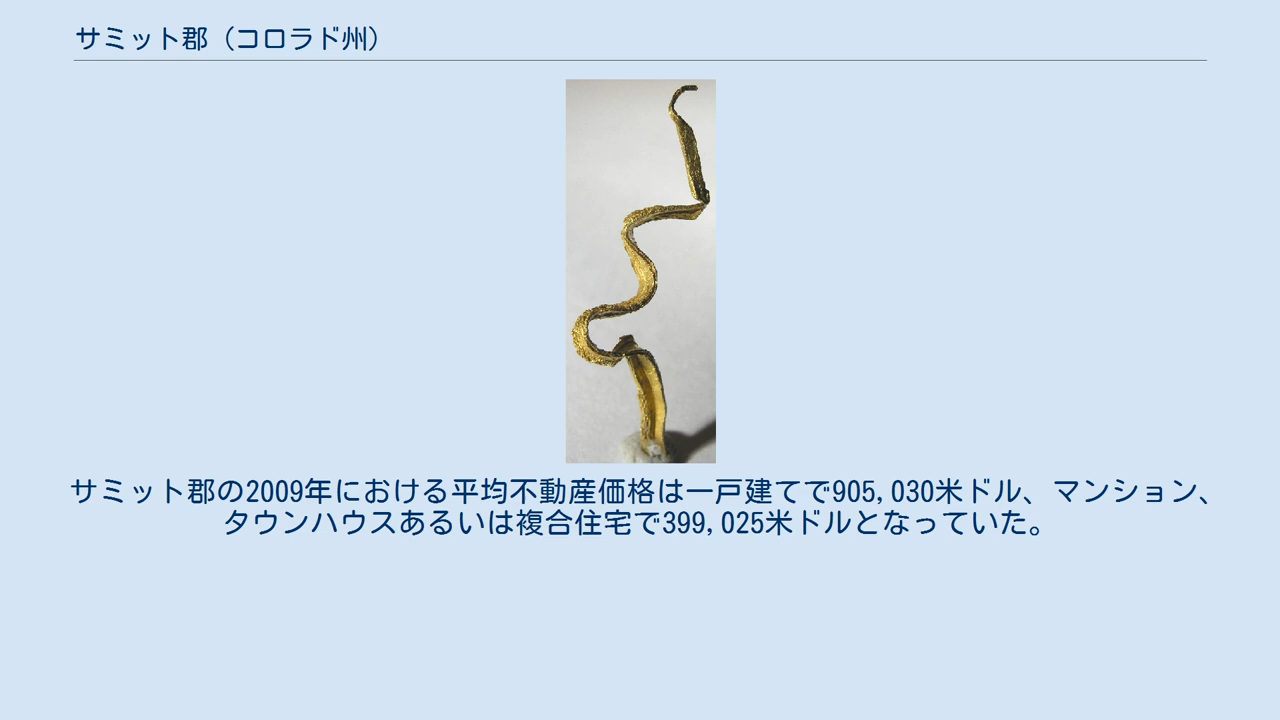 サミット郡（コロラド州）
サミット郡の2009年における平均不動産価格は一戸建てで905,030米ドル、マンション、
タウンハウスあるいは複合住宅で399,025米ドルとなっていた。